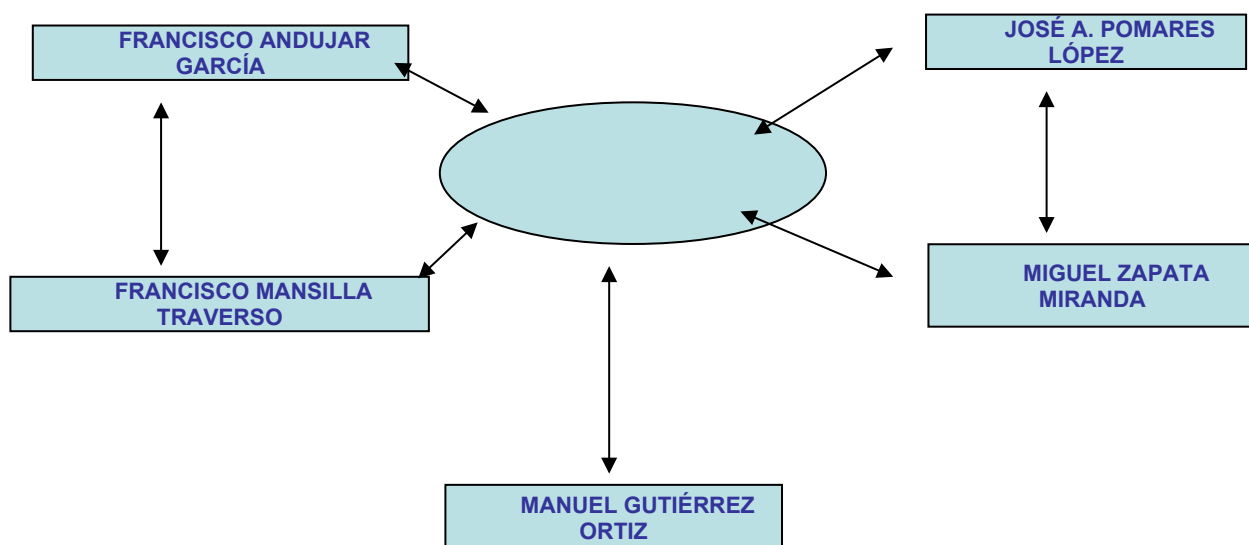 FRANCISCO ANDUJAR
GARCÍA
JOSÉ A. POMARES
LÓPEZ
FRANCISCO MANSILLA
TRAVERSO
MIGUEL ZAPATA
MIRANDA
MANUEL GUTIÉRREZ
ORTIZ